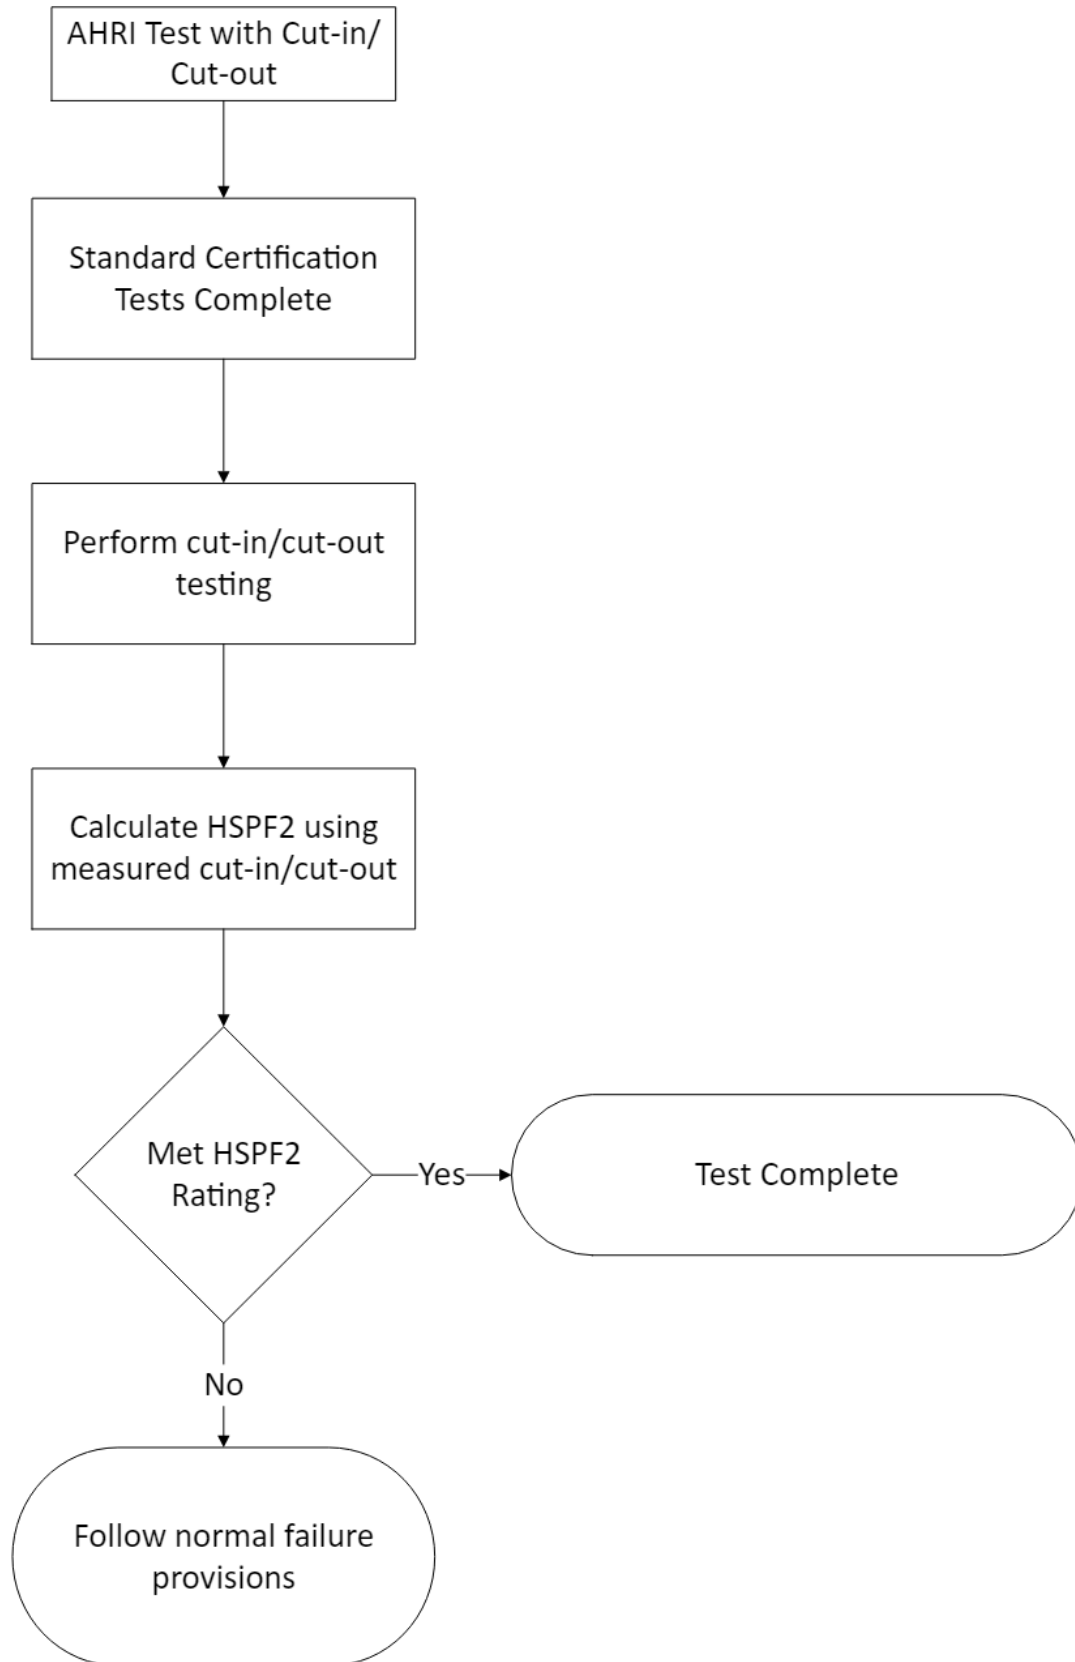 AHRI Test with Cut-in/
Cut-out
Standard Certification
Tests Complete
Perform cut-in/cut-out
testing
Calculate HSPF2 using
measured cut-in/cut-out
Met HSPF2
Rating?
Yes
Test Complete
No
Follow normal failure
provisions